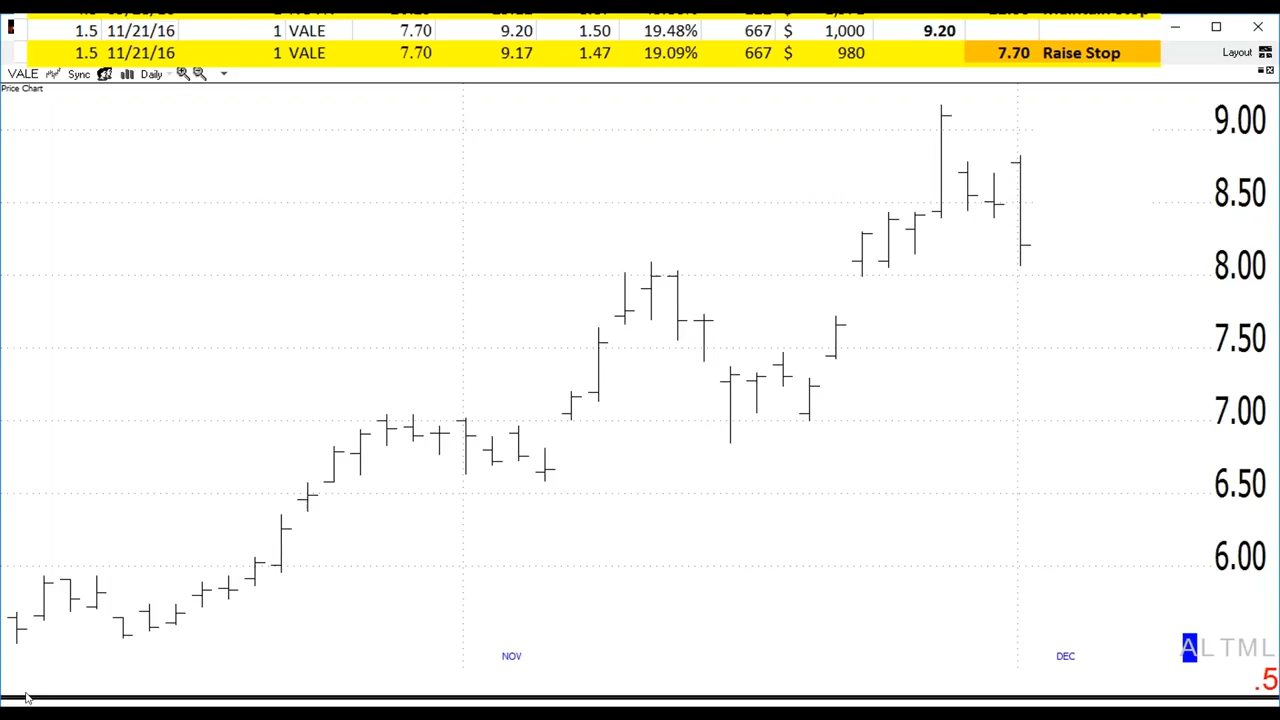 1.5 11/21/16 1 VALE 7.70 9.20 1.50 19.48% 667 $ 1,000 9.20
1.5 11/21/16 1 VALE 7.70 9.17 1.47 19.09% 667 $ 980 7.70 Raise Stop
Layout
VALE Sync Daily
Price Chart
9.00
8.50
8.00
7.50
7.00
6.50
6.00
NOV DEC
ALTML
.5